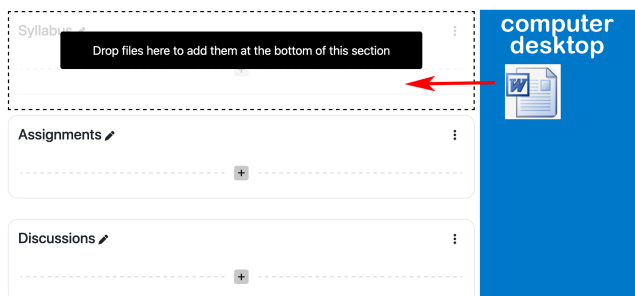 Syllabus
Drop files here to add them at the bottom of this section
Assignments
Discussions
computer
desktop
W